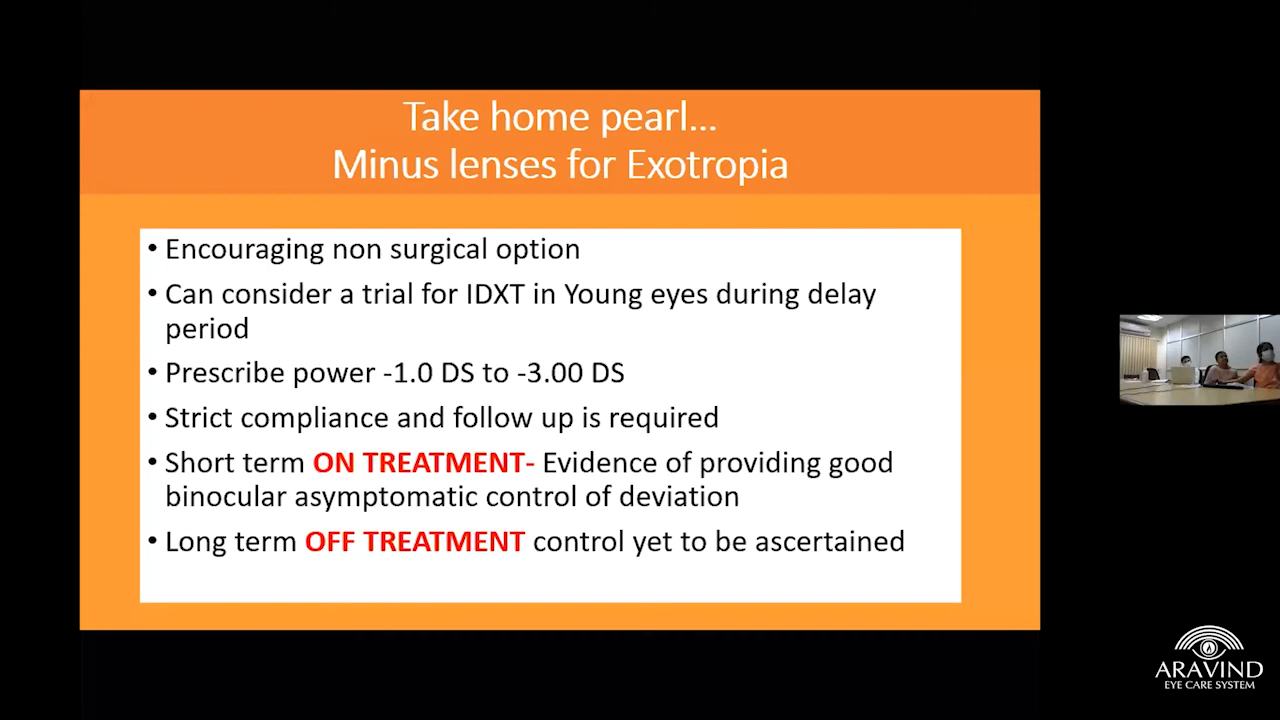 Take home pearl...
Minus lenses for Exotropia
• Encouraging non surgical option
• Can consider a trial for IDXT in Young eyes during delay
period
• Prescribe power -1.0 DS to -3.00 DS
• Strict compliance and follow up is required
• Short term ON TREATMENT- Evidence of providing good
binocular asymptomatic control of deviation
• Long term OFF TREATMENT control yet to be ascertained
ARAVIND
EYE CARE SYSTEM